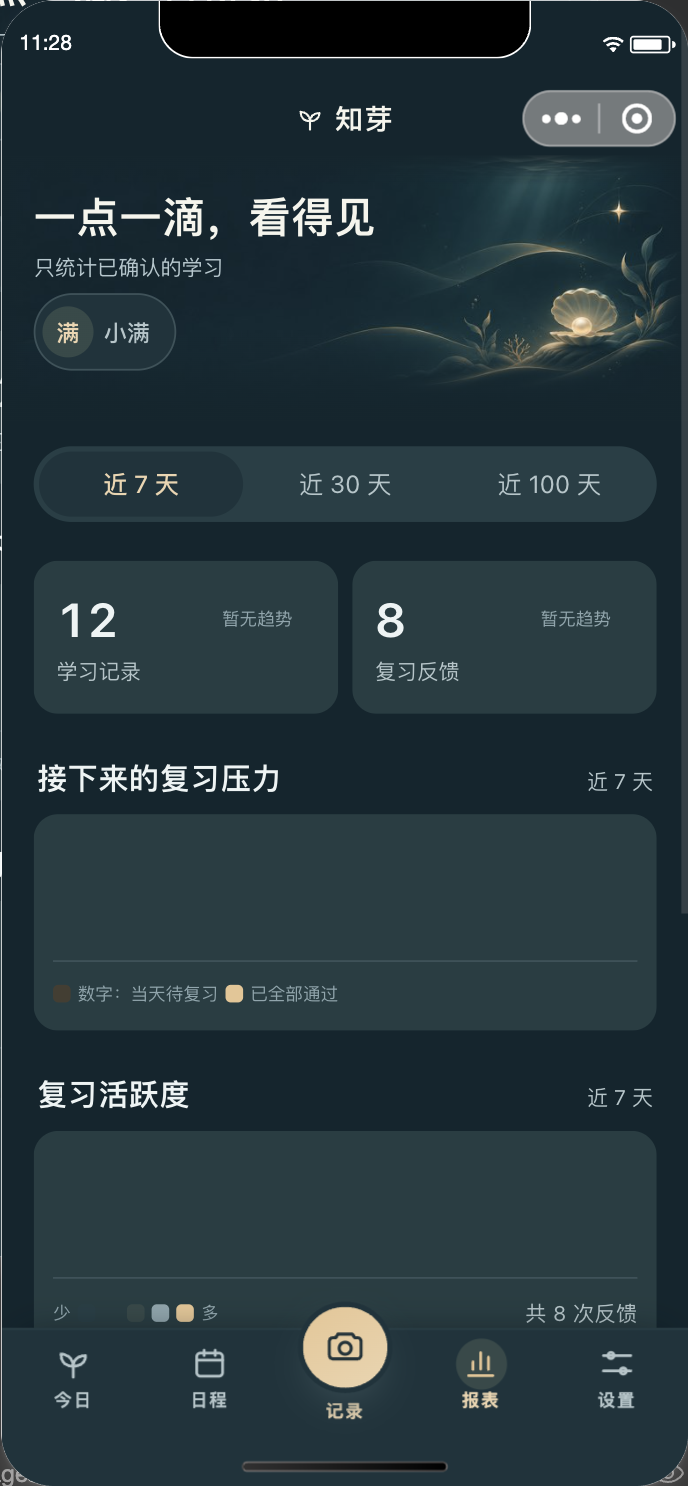 11:28
知芽
一点一滴，看得见
只统计已确认的学习
满 小满
近 7 天 近 30 天 近 100 天
12 暂无趋势 8 暂无趋势
学习记录 复习反馈
接下来的复习压力 近 7 天
数字：当天待复习 已全部通过
复习活跃度 近 7 天
少 多 共 8 次反馈
今日 日程 记录 报表 设置